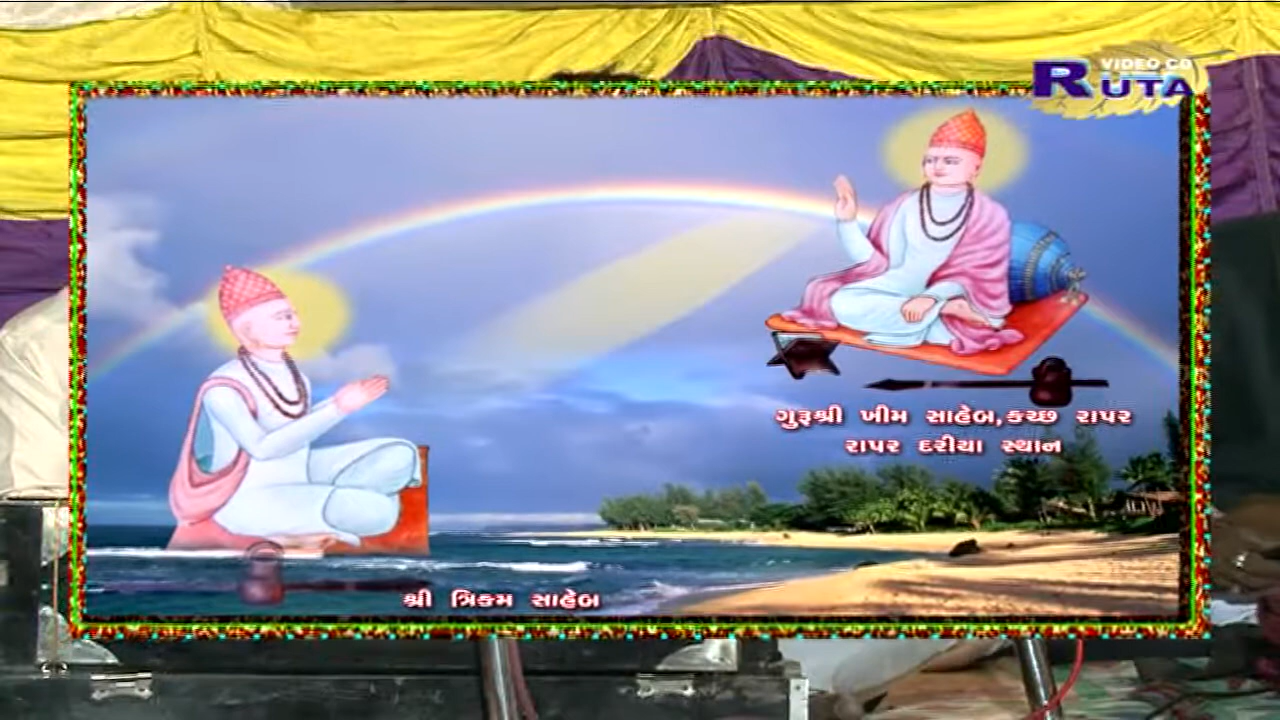 VIDEO CD
RUTA
ગુરૂશ્રી ખીમ સાહેબ,કચ્છ રાપર
રાપર દરીયા સ્થાન
શ્રી ત્રિકમ સાહેબ